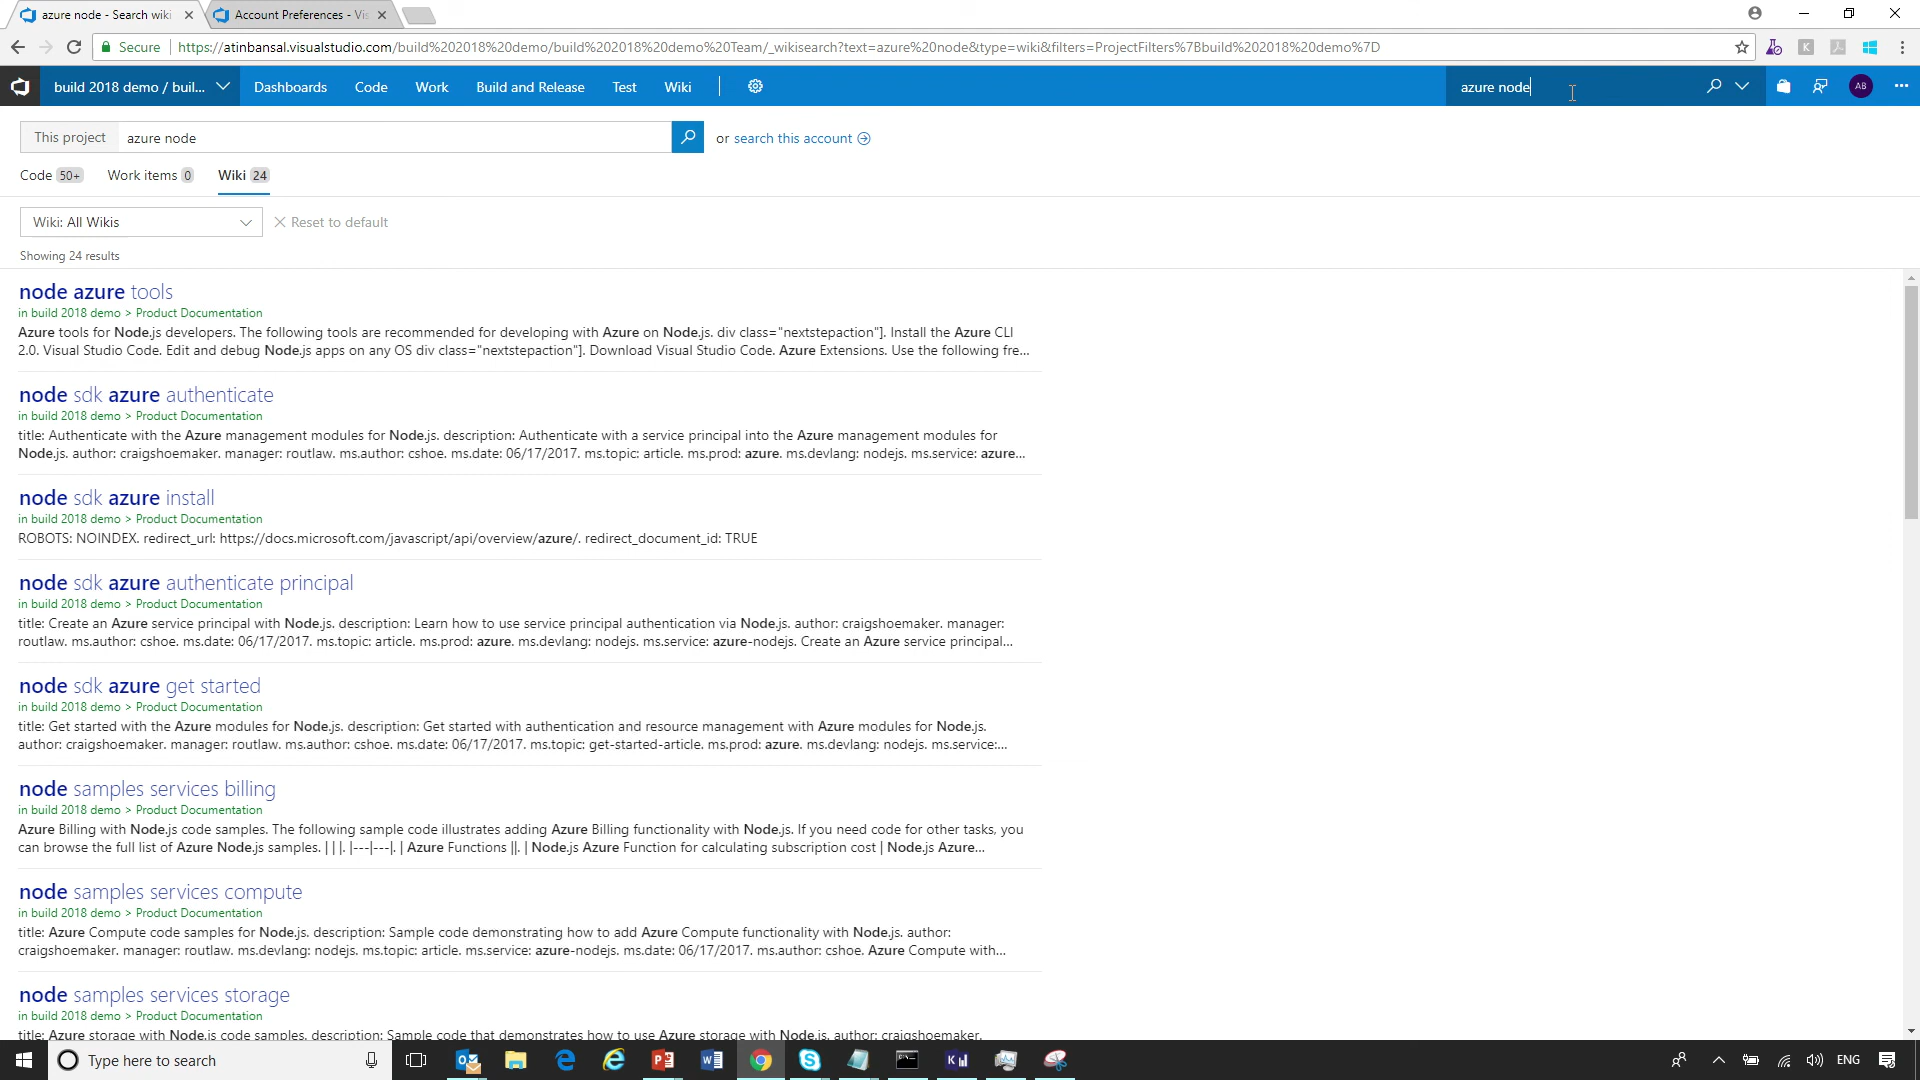 azure node - Search wiki
Account Preferences - Vis
Secure
https://atinbansal.visualstudio.com/build%202018%20demo/build%202018%20demo%20Team/_wikisearch?text=azure%20node&type=wiki&filters=ProjectFilters%7Bbuild%202018%20demo%7D
build 2018 demo / buil...
Dashboards
Code
Work
Build and Release
Test
Wiki
azure node
AB
This project
azure node
or search this account
Code 50+
Work items 0
Wiki 24
Wiki: All Wikis
Reset to default
Showing 24 results
node azure tools
in build 2018 demo > Product Documentation
Azure tools for Node.js developers. The following tools are recommended for developing with Azure on Node.js. div class="nextstepaction"]. Install the Azure CLI
2.0. Visual Studio Code. Edit and debug Node.js apps on any OS div class="nextstepaction"]. Download Visual Studio Code. Azure Extensions. Use the following fre...
node sdk azure authenticate
in build 2018 demo > Product Documentation
title: Authenticate with the Azure management modules for Node.js. description: Authenticate with a service principal into the Azure management modules for
Node.js. author: craigshoemaker. manager: routlaw. ms.author: cshoe. ms.date: 06/17/2017. ms.topic: article. ms.prod: azure. ms.devlang: nodejs. ms.service: azure...
node sdk azure install
in build 2018 demo > Product Documentation
ROBOTS: NOINDEX. redirect_url: https://docs.microsoft.com/javascript/api/overview/azure/. redirect_document_id: TRUE
node sdk azure authenticate principal
in build 2018 demo > Product Documentation
title: Create an Azure service principal with Node.js. description: Learn how to use service principal authentication via Node.js. author: craigshoemaker. manager:
routlaw. ms.author: cshoe. ms.date: 06/17/2017. ms.topic: article. ms.prod: azure. ms.devlang: nodejs. ms.service: azure-nodejs. Create an Azure service principal...
node sdk azure get started
in build 2018 demo > Product Documentation
title: Get started with the Azure modules for Node.js. description: Get started with authentication and resource management with Azure modules for Node.js.
author: craigshoemaker. manager: routlaw. ms.author: cshoe. ms.date: 06/17/2017. ms.topic: get-started-article. ms.prod: azure. ms.devlang: nodejs. ms.service:...
node samples services billing
in build 2018 demo > Product Documentation
Azure Billing with Node.js code samples. The following sample code illustrates adding Azure Billing functionality with Node.js. If you need code for other tasks, you
can browse the full list of Azure Node.js samples. | | |. |---|---|. | Azure Functions ||. | Node.js Azure Function for calculating subscription cost | Node.js Azure...
node samples services compute
in build 2018 demo > Product Documentation
title: Azure Compute code samples for Node.js. description: Sample code demonstrating how to add Azure Compute functionality with Node.js. author:
craigshoemaker. manager: routlaw. ms.devlang: nodejs. ms.topic: article. ms.service: azure-nodejs. ms.date: 06/17/2017. ms.author: cshoe. Azure Compute with...
node samples services storage
in build 2018 demo > Product Documentation
title: Azure storage with Node.js code samples. description: Sample code that demonstrates how to use Azure storage with Node.js. author: craigshoemaker.
Type here to search
ENG